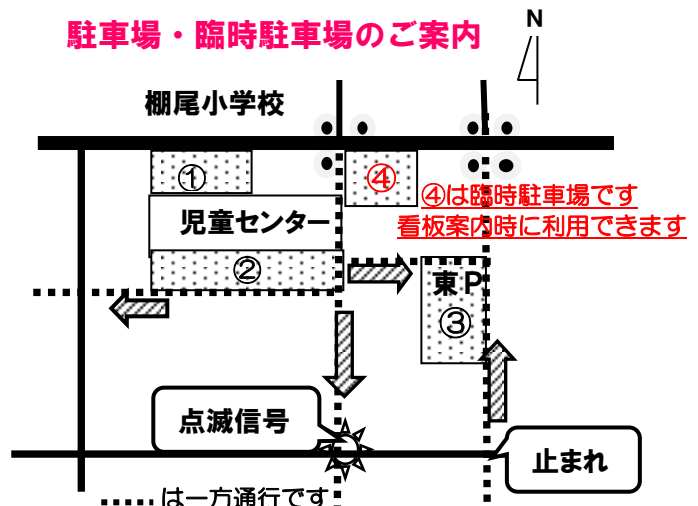 駐車場・臨時駐車場のご案内
N
棚尾小学校
①
④
④は臨時駐車場です
看板案内時に利用できます
児童センター
②
東P
③
点滅信号
止まれ
は一方通行です